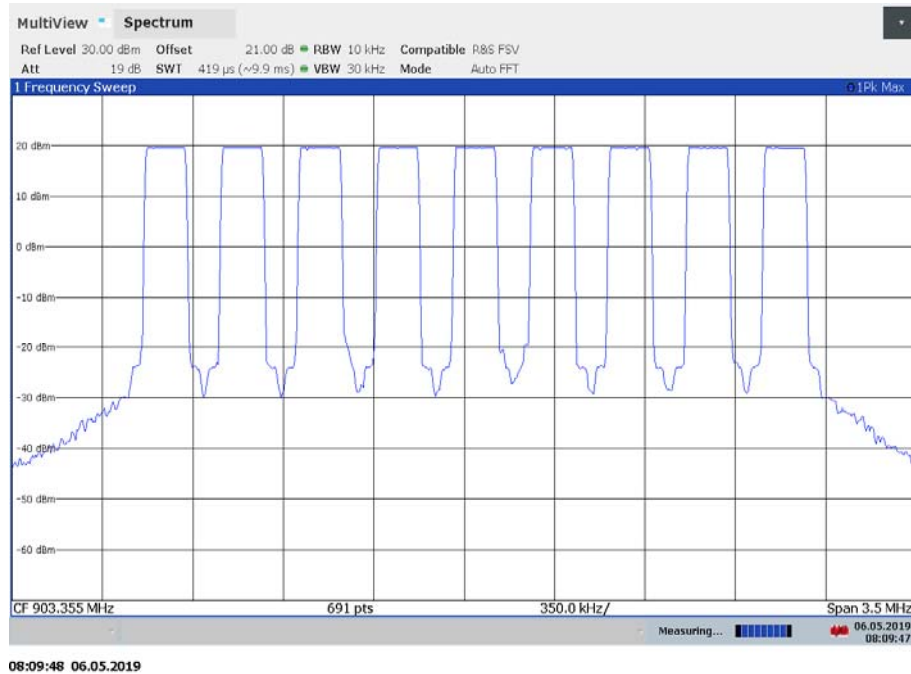 MultiView Spectrum
Ref Level 30.00 dBm Offset 21.00 dB RBW 10 kHz Compatible R&S FSV
Att 19 dB SWT 419 µs (~9.9 ms) VBW 30 kHz Mode Auto FFT
1 Frequency Sweep 1Pk Max
20 dBm
10 dBm
0 dBm
-10 dBm
-20 dBm
-30 dBm
-40 dBm
-50 dBm
-60 dBm
CF 903.355 MHz 691 pts 350.0 kHz/ Span 3.5 MHz
Measuring... 06.05.2019
08:09:47
08:09:48 06.05.2019